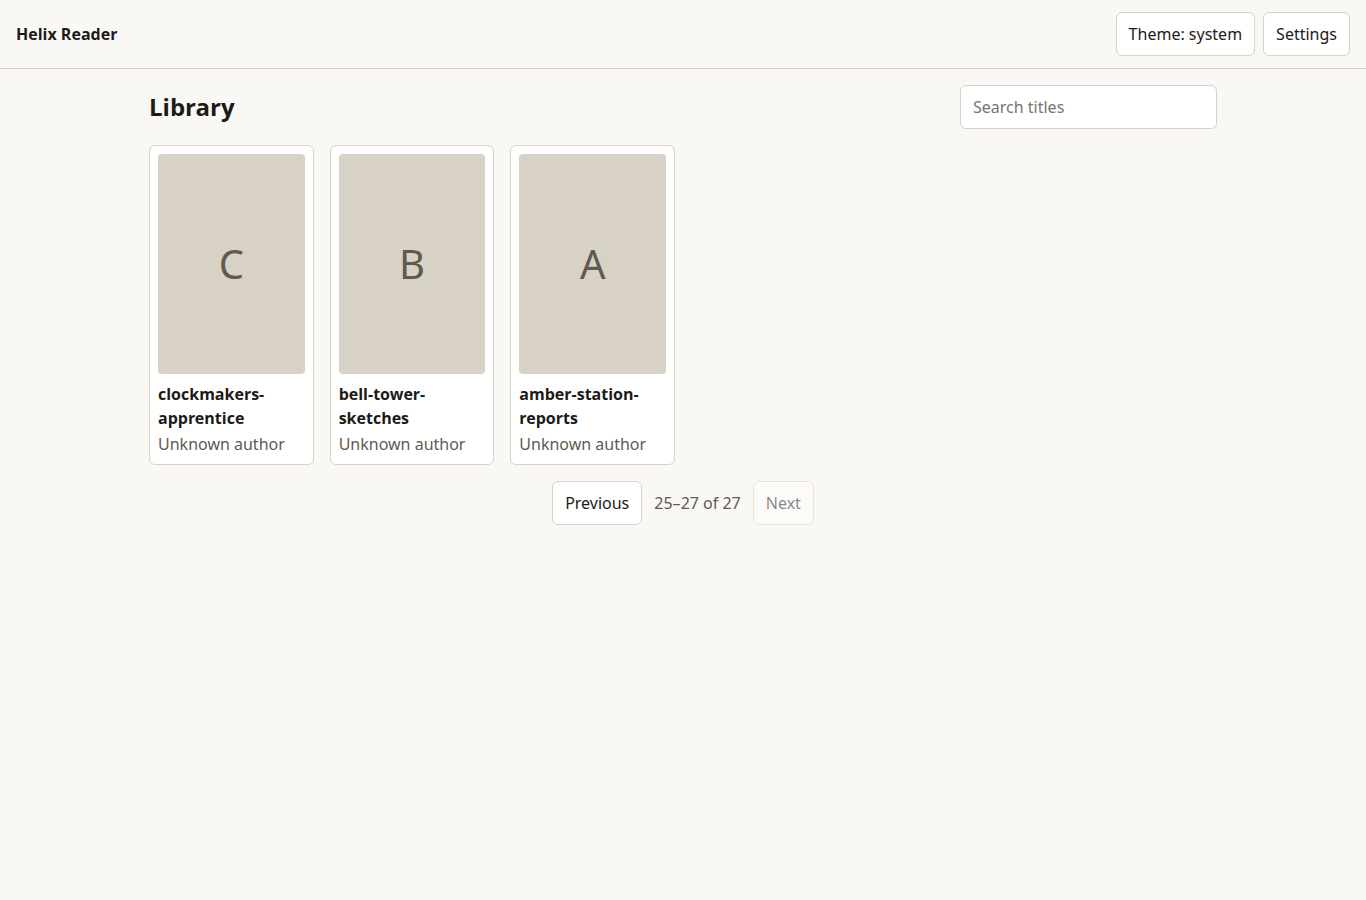 Helix Reader
Theme: system
Settings
Library
Search titles
C
B
A
clockmakers-
apprentice
Unknown author
bell-tower-
sketches
Unknown author
amber-station-
reports
Unknown author
Previous
25–27 of 27
Next